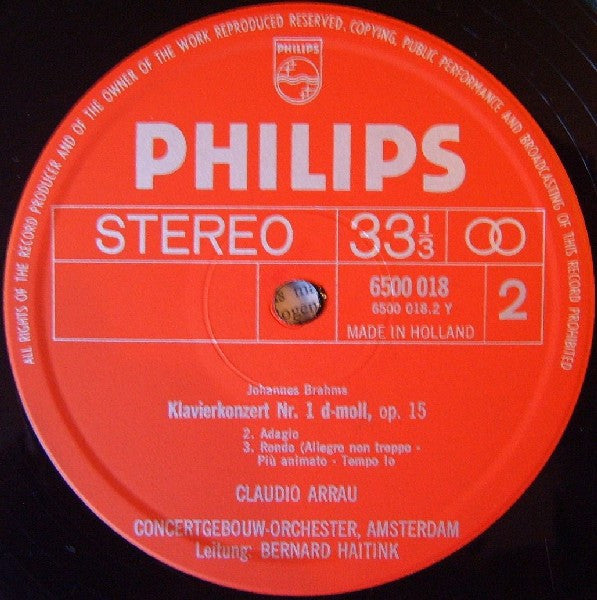 ALL RIGHTS OF THE RECORD PRODUCER AND OF THE OWNER OF THE WORK REPRODUCED RESERVED. COPYING, PUBLIC PERFORMANCE AND BROADCASTING OF THIS RECORD PROHIBITED
PHILIPS
PHILIPS
STEREO 33 1/3
6500 018
6500 018.2 Y
2
MADE IN HOLLAND
Johannes Brahms
Klavierkonzert Nr. 1 d-moll, op. 15
2. Adagio
3. Rondo (Allegro non troppo -
Più animato - Tempo Io
CLAUDIO ARRAU
CONCERTGEBOUW-ORCHESTER, AMSTERDAM
Leitung: BERNARD HAITINK